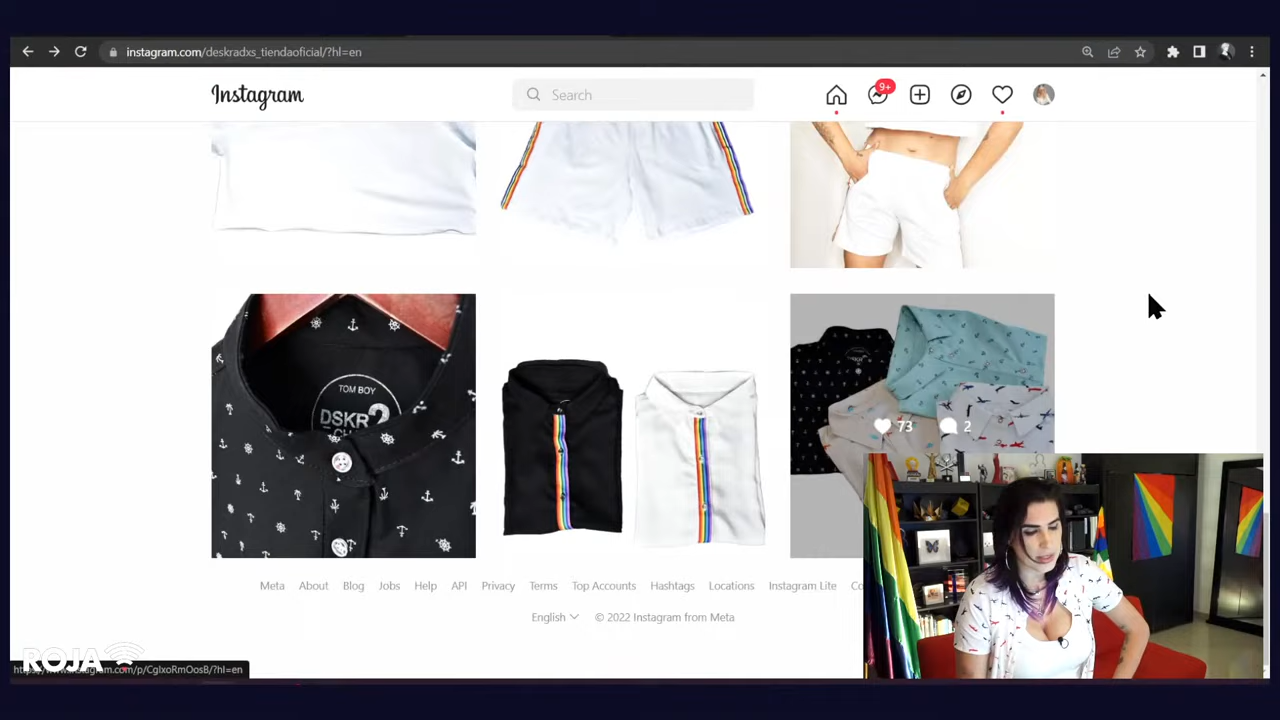 instagram.com/deskradxs_tiendaoficial/?hl=en
Instagram
Search
9+
TOM BOY
DSKR
73
2
Meta About Blog Jobs Help API Privacy Terms Top Accounts Hashtags Locations Instagram Lite
English © 2022 Instagram from Meta
ROJA